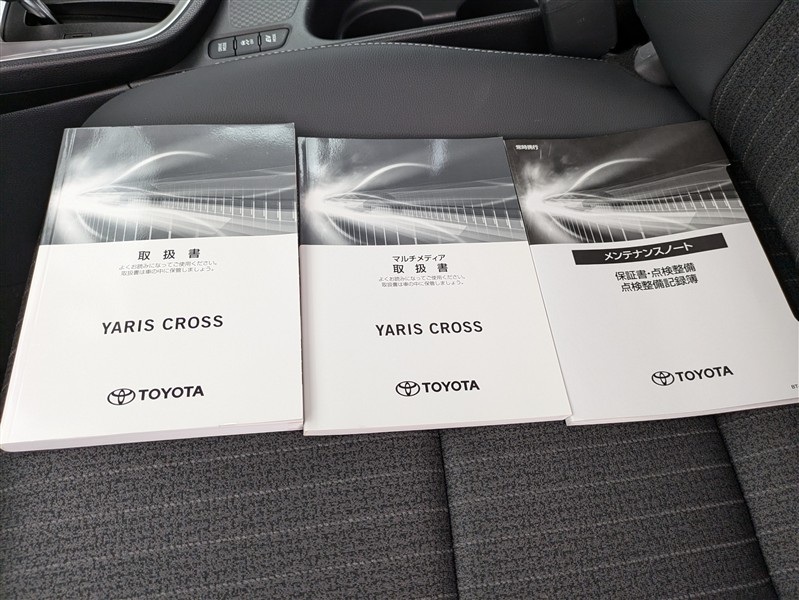 取扱書
よくお読みになってご使用ください。
取扱書は車の中に保管しましょう。
YARIS CROSS
TOYOTA
マルチメディア
取扱書
よくお読みになってご使用ください。
取扱書は車の中に保管しましょう。
YARIS CROSS
TOYOTA
常時携行
メンテナンスノート
保証書・点検整備
点検整備記録簿
TOYOTA
BT-